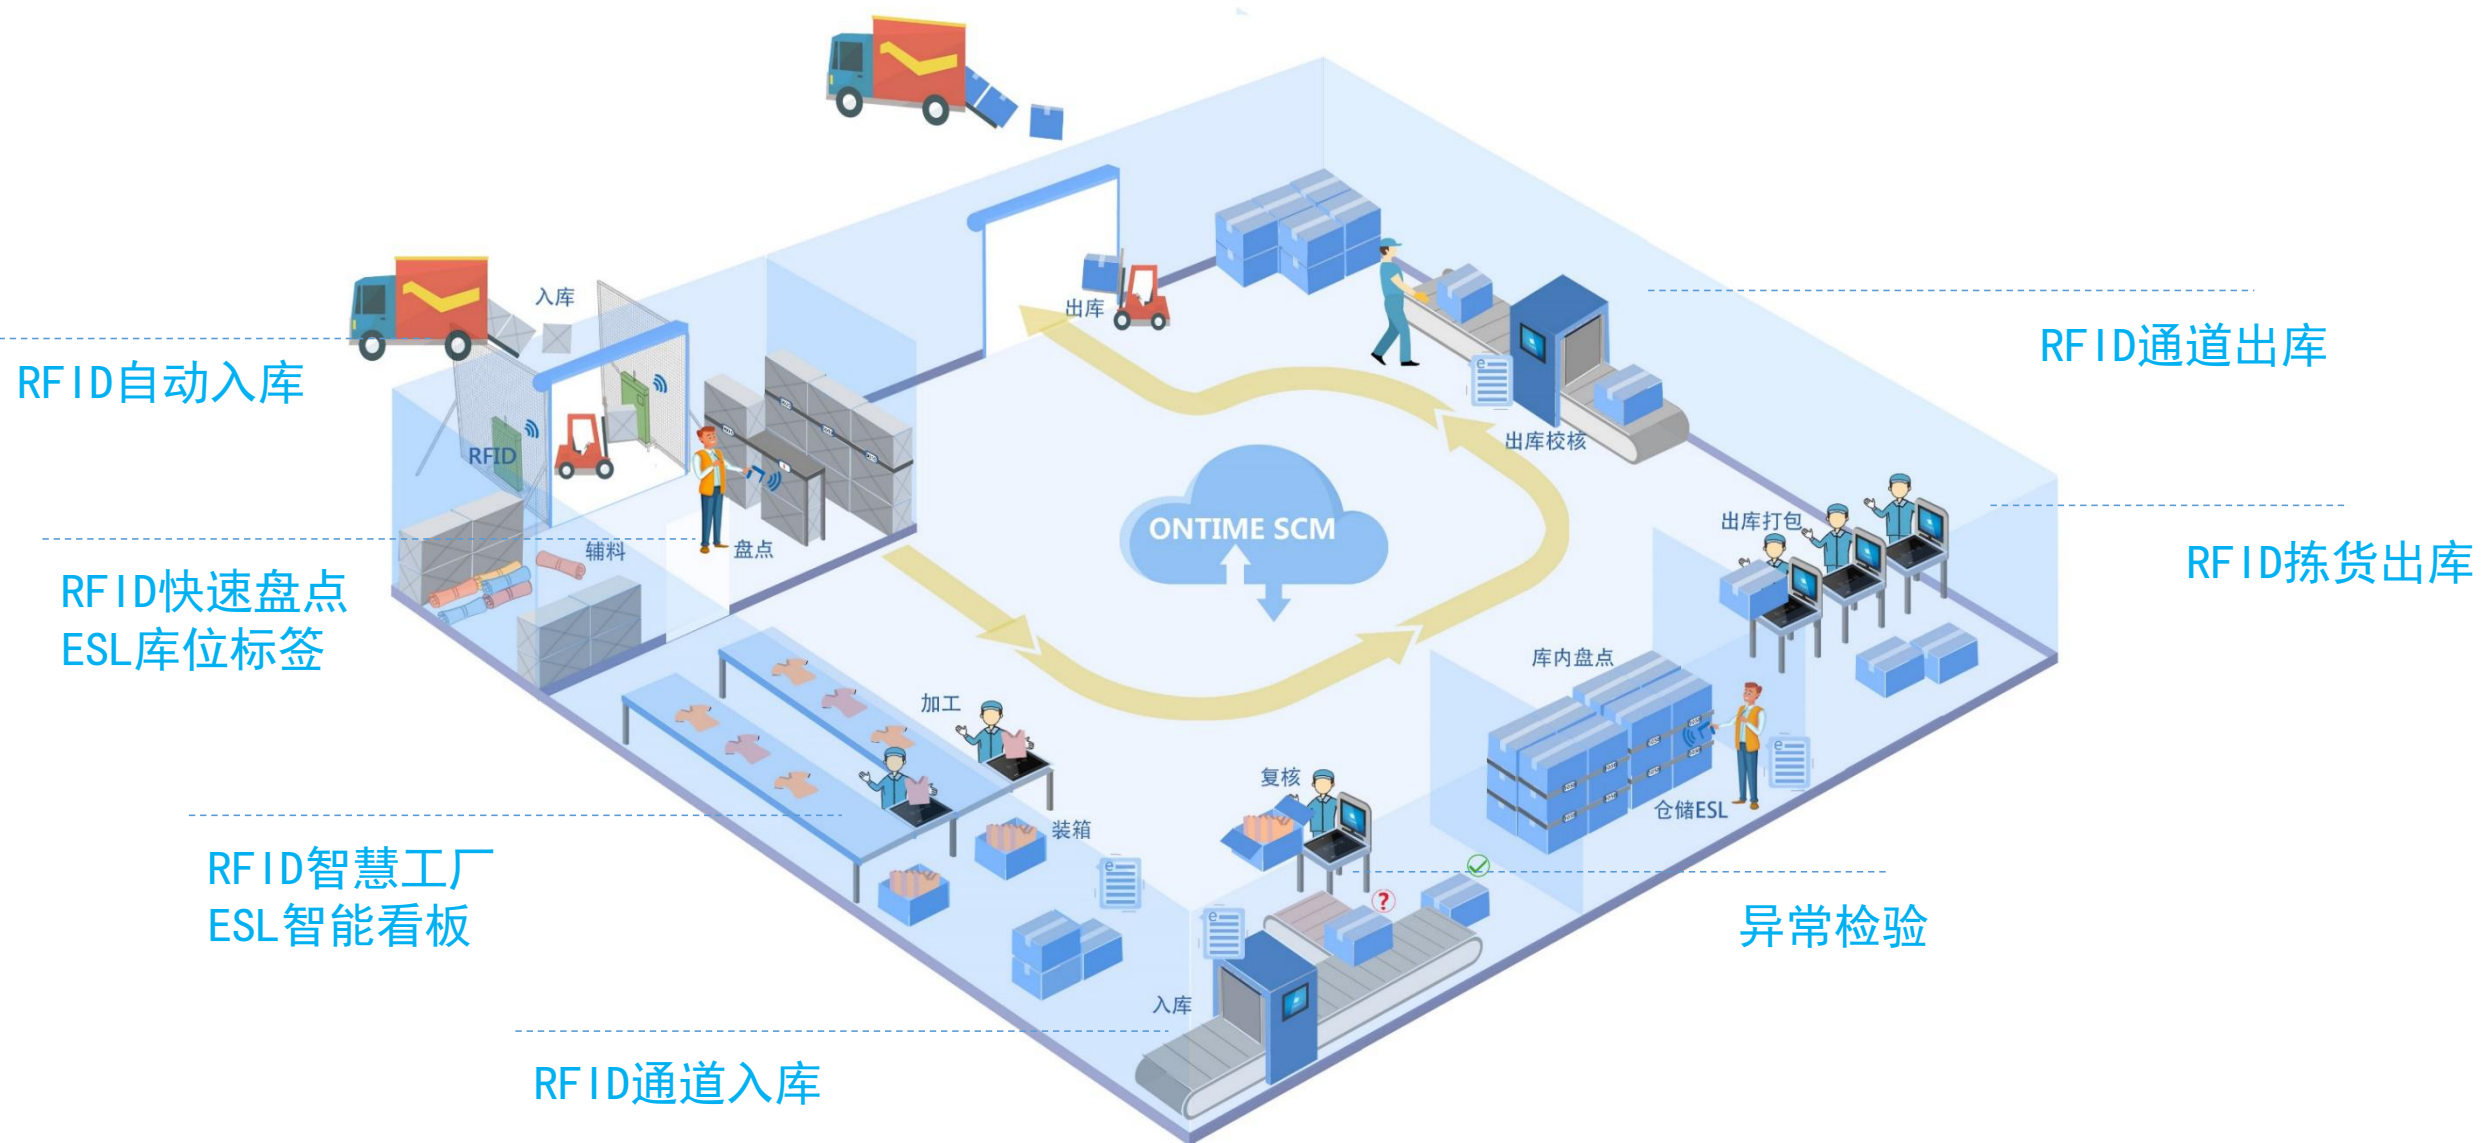 入库
出库
RFID通道出库
RFID自动入库
出库校核
RFID
ONTIME SCM
出库打包
辅料
盘点
RFID拣货出库
RFID快速盘点
ESL库位标签
库内盘点
加工
复核
仓储ESL
装箱
RFID智慧工厂
ESL智能看板
?
异常检验
入库
RFID通道入库